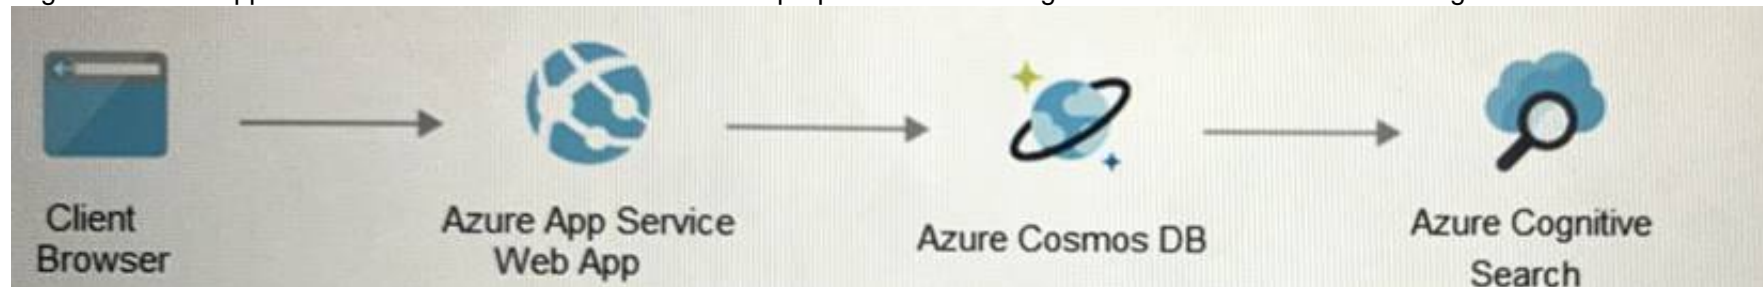 Client
Browser
Azure App Service
Web App
Azure Cosmos DB
Azure Cognitive
Search